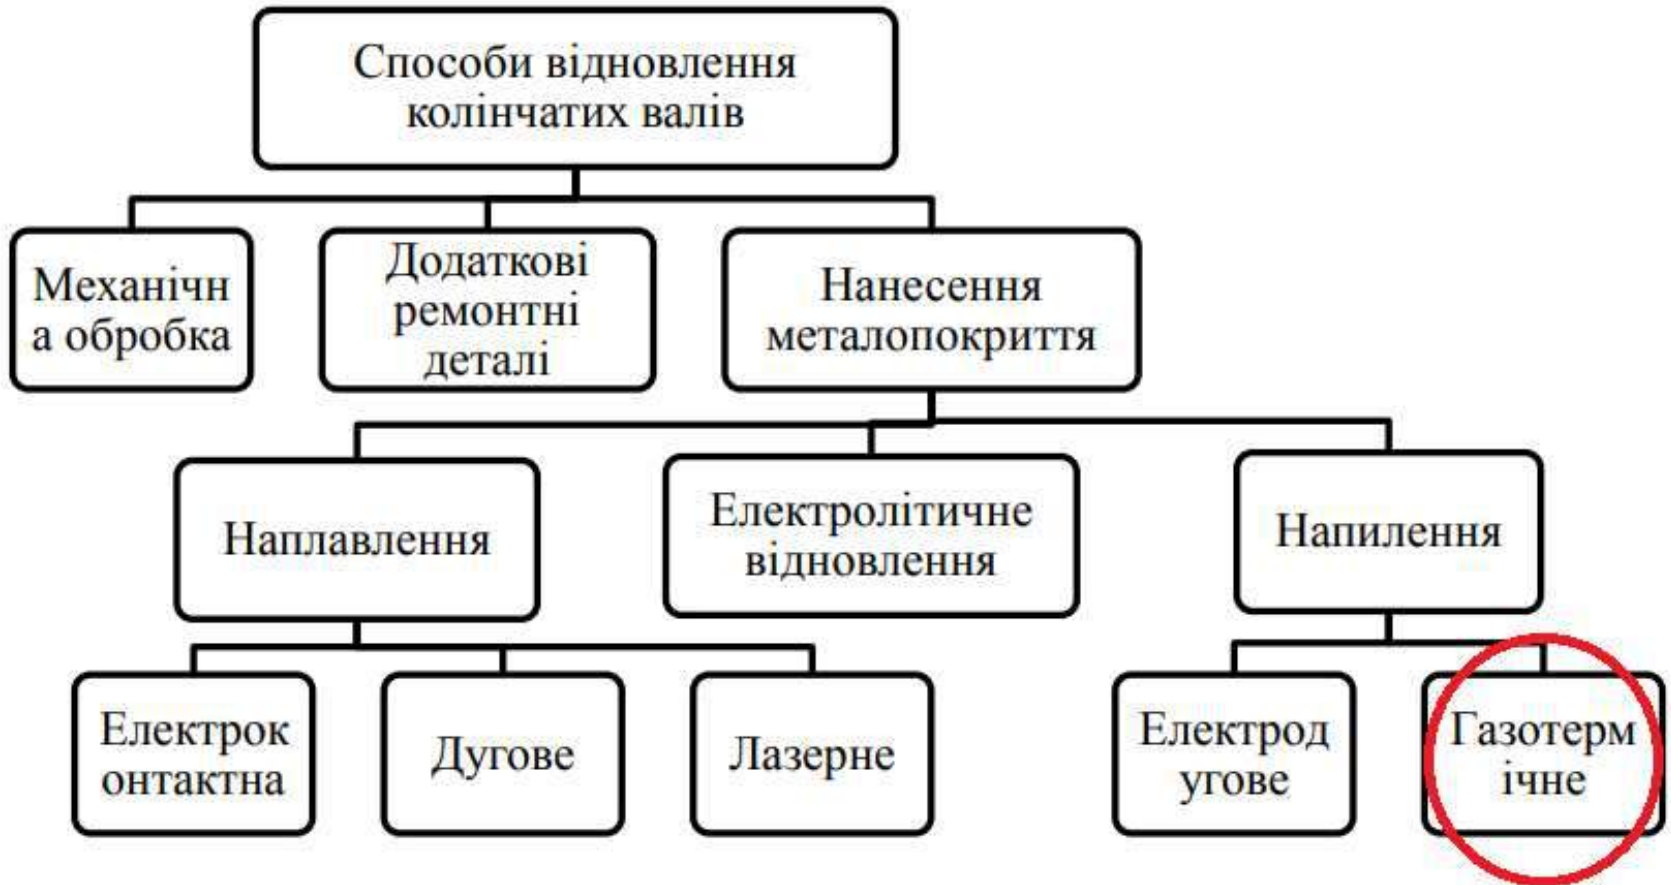 Способи відновлення
колінчатих валів
Механічн
а обробка
Додаткові
ремонтні
деталі
Нанесення
металопокриття
Наплавлення
Електролітичне
відновлення
Напилення
Електрок
онтактна
Дугове
Лазерне
Електрод
угове
Газотерм
ічне